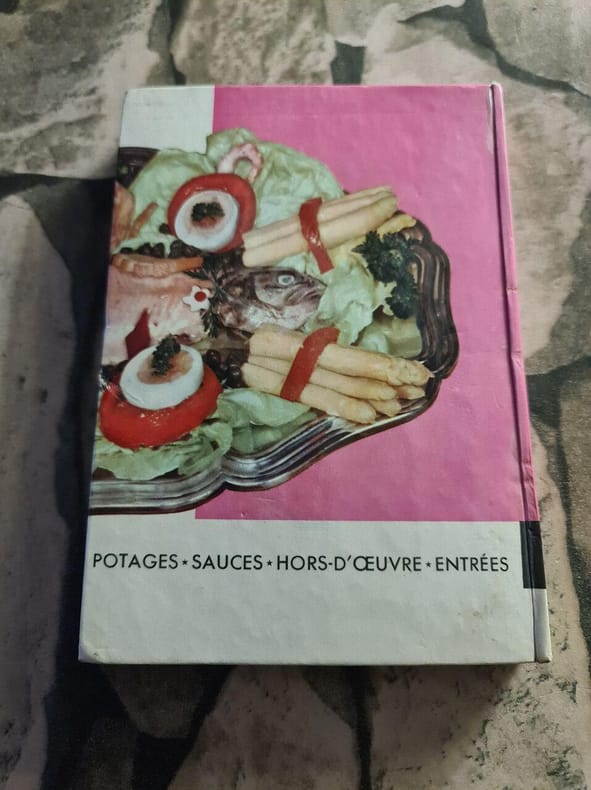 POTAGES ⋆ SAUCES ⋆ HORS-D'ŒUVRE ⋆ ENTRÉES